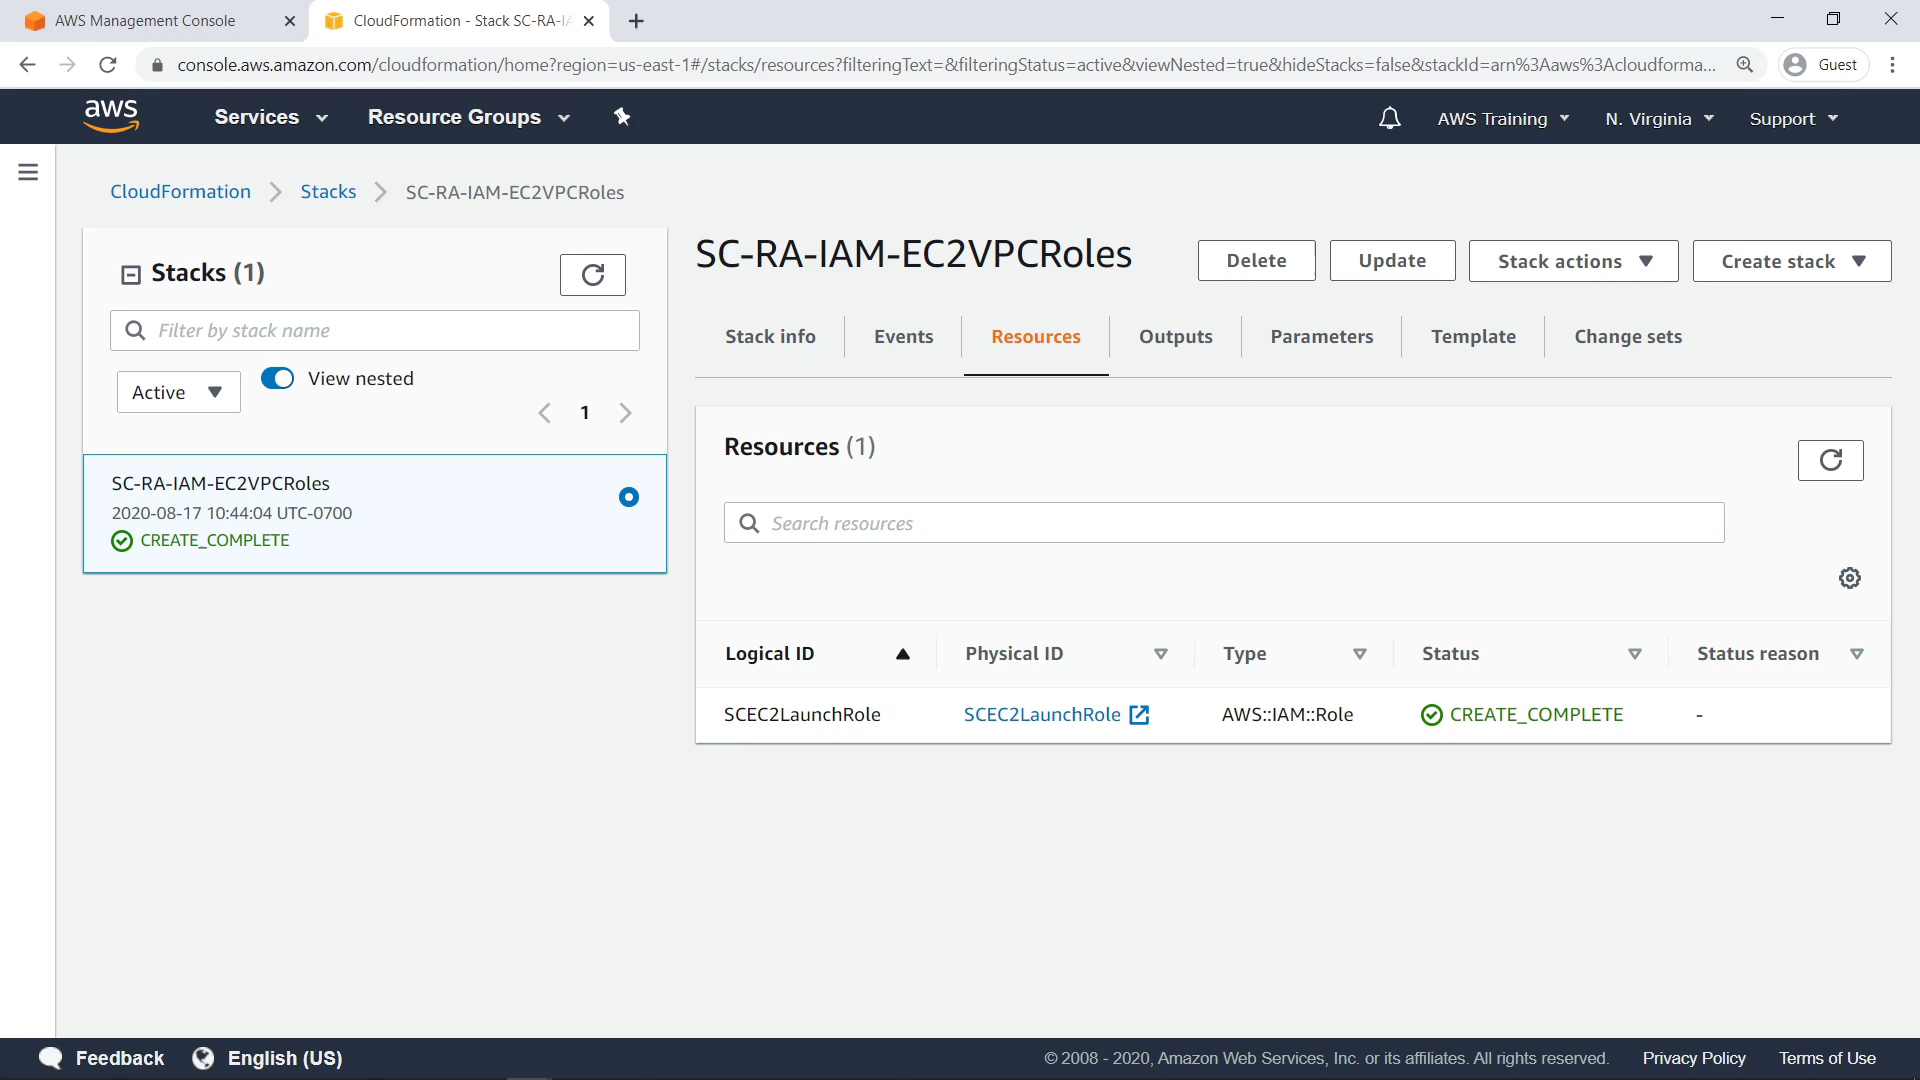 AWS Management Console
CloudFormation - Stack SC-RA-IA
console.aws.amazon.com/cloudformation/home?region=us-east-1#/stacks/resources?filteringText=&filteringStatus=active&viewNested=true&hideStacks=false&stackId=arn%3Aaws%3Acloudforma...
Guest
aws
Services
Resource Groups
AWS Training
N. Virginia
Support
CloudFormation
Stacks
SC-RA-IAM-EC2VPCRoles
Stacks (1)
Filter by stack name
Active
View nested
1
SC-RA-IAM-EC2VPCRoles
2020-08-17 10:44:04 UTC-0700
CREATE_COMPLETE
SC-RA-IAM-EC2VPCRoles
Delete
Update
Stack actions
Create stack
Stack info
Events
Resources
Outputs
Parameters
Template
Change sets
Resources (1)
Search resources
Logical ID
Physical ID
Type
Status
Status reason
SCEC2LaunchRole
SCEC2LaunchRole
AWS::IAM::Role
CREATE_COMPLETE
-
Feedback
English (US)
© 2008 - 2020, Amazon Web Services, Inc. or its affiliates. All rights reserved.
Privacy Policy
Terms of Use